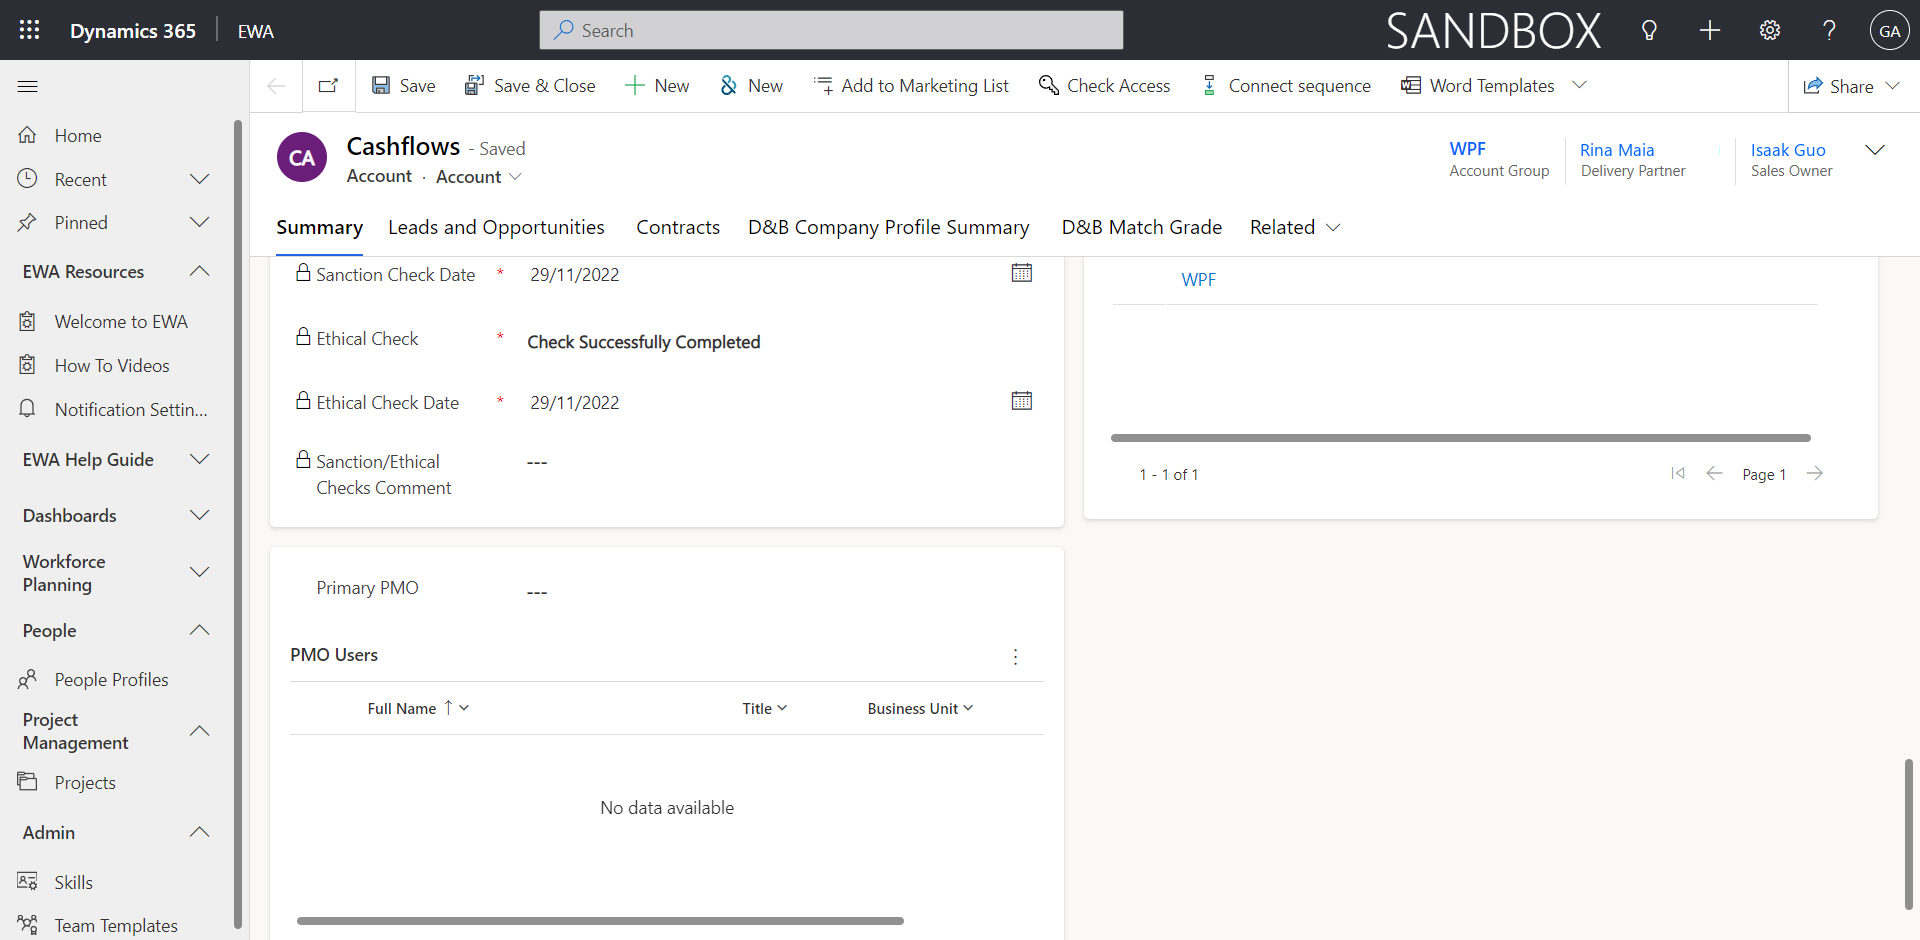 Dynamics 365
EWA
Search
SANDBOX
GA
Save
Save & Close
New
New
Add to Marketing List
Check Access
Connect sequence
Word Templates
Share
Home
Recent
Pinned
EWA Resources
Welcome to EWA
How To Videos
Notification Settin...
EWA Help Guide
Dashboards
Workforce
Planning
People
People Profiles
Project
Management
Projects
Admin
Skills
Team Templates
CA
Cashflows - Saved
Account · Account
WPF
Account Group
Rina Maia
Delivery Partner
Isaak Guo
Sales Owner
Summary
Leads and Opportunities
Contracts
D&B Company Profile Summary
D&B Match Grade
Related
Sanction Check Date * 29/11/2022
Ethical Check * Check Successfully Completed
Ethical Check Date * 29/11/2022
Sanction/Ethical
Checks Comment
---
WPF
1 - 1 of 1
Page 1
Primary PMO ---
PMO Users
Full Name
Title
Business Unit
No data available